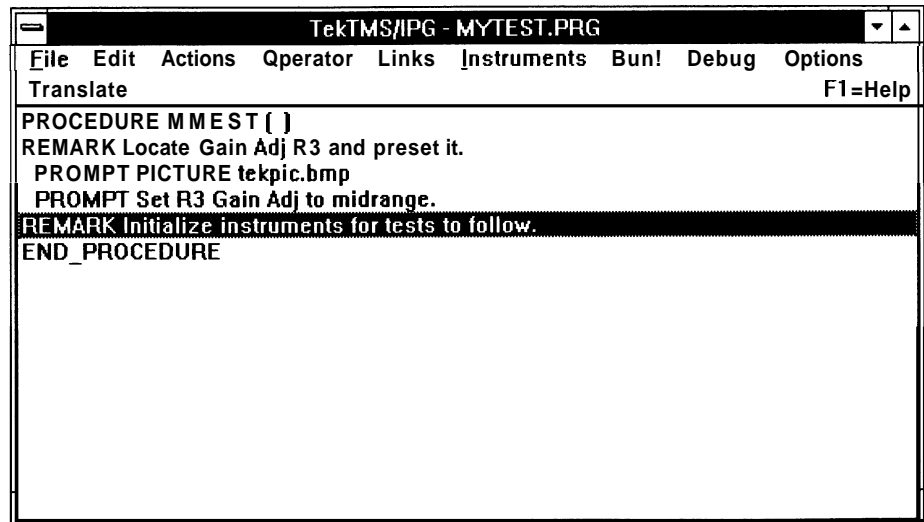 TekTMS/IPG - MYTEST.PRG
File Edit Actions Qperator Links Instruments Bun! Debug Options
Translate F1=Help
PROCEDURE MMEST[ ]
REMARK Locate Gain Adj R3 and preset it.
PROMPT PICTURE tekpic.bmp
PROMPT Set R3 Gain Adj to midrange.
REMARK Initialize instruments for tests to follow.
END_PROCEDURE